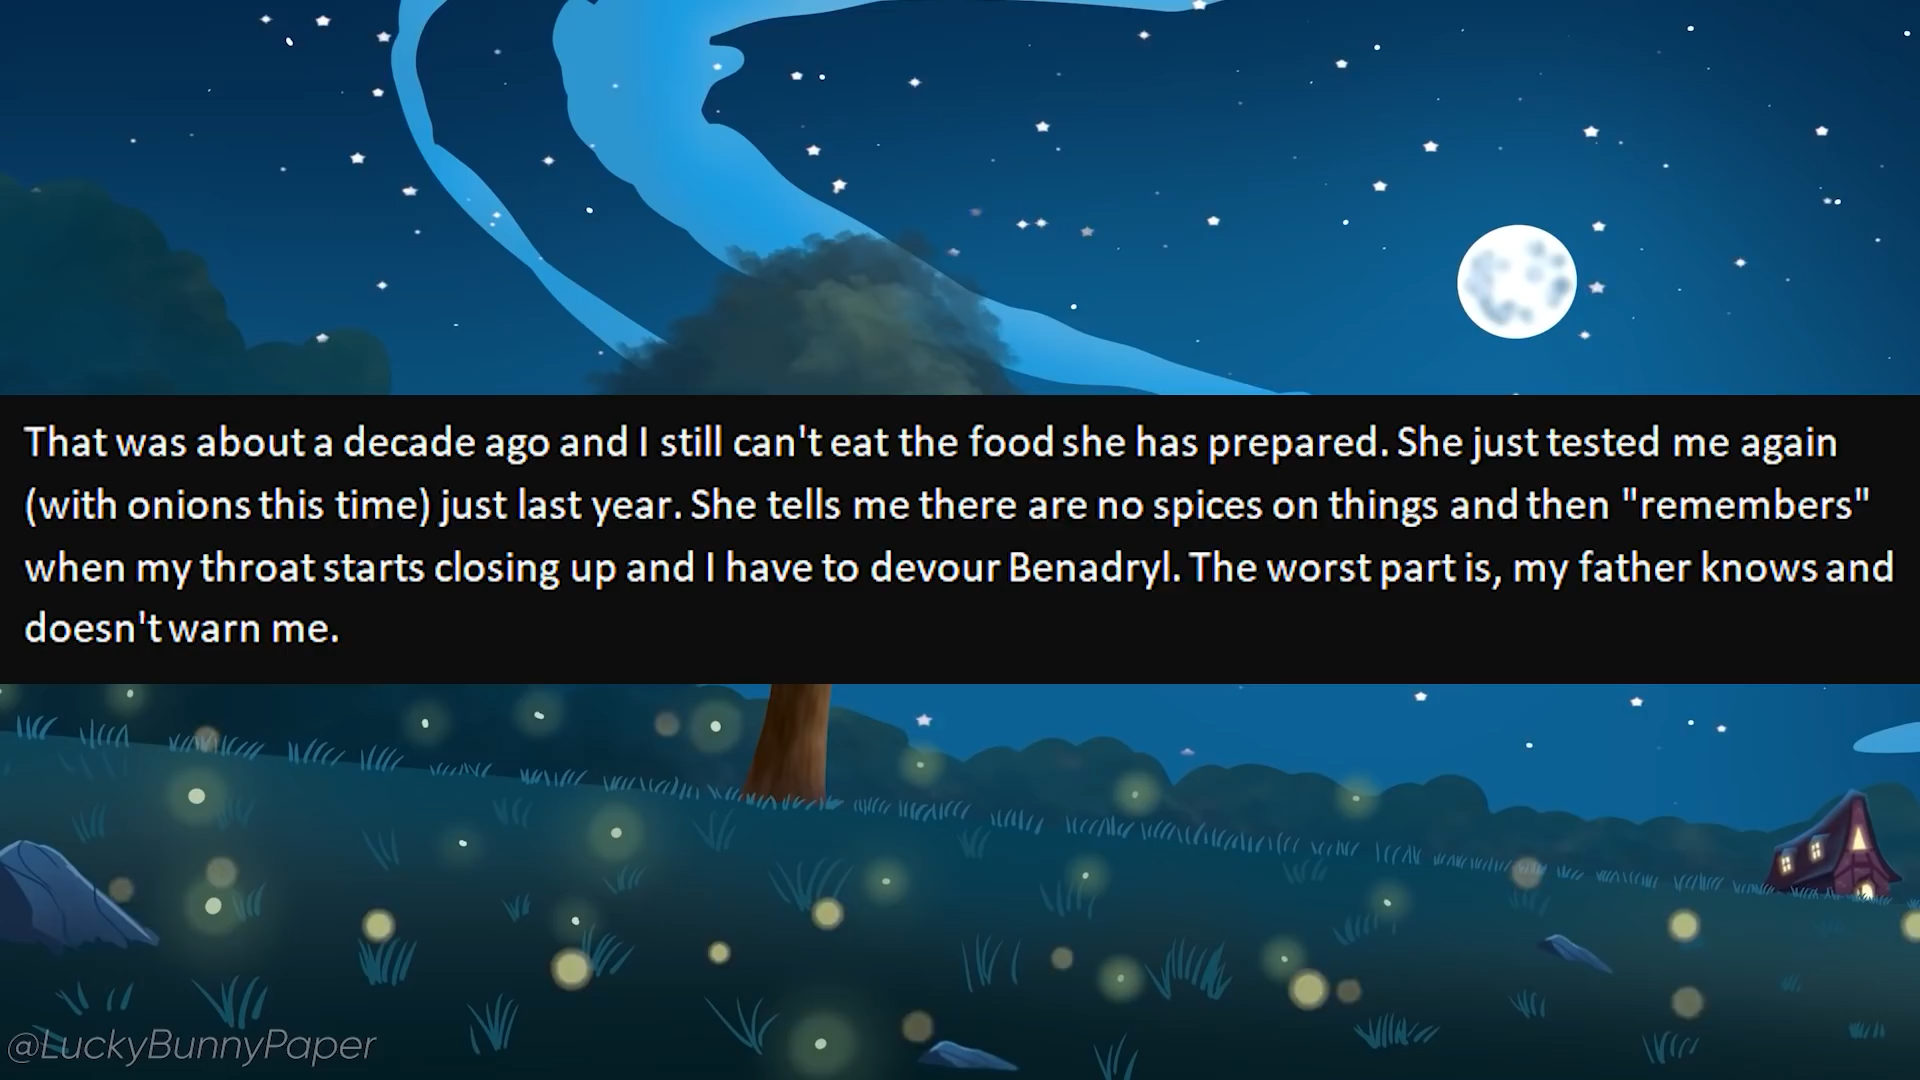 That was about a decade ago and I still can't eat the food she has prepared. She just tested me again
(with onions this time) just last year. She tells me there are no spices on things and then "remembers"
when my throat starts closing up and I have to devour Benadryl. The worst part is, my father knows and
doesn't warn me.
@LuckyBunnyPaper